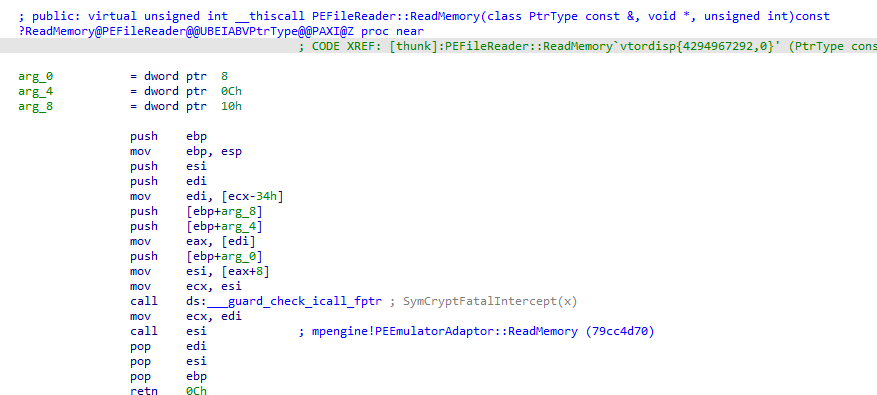 ; public: virtual unsigned int __thiscall PEFileReader::ReadMemory(class PtrType const &, void *, unsigned int)const
?ReadMemory@PEFileReader@@UBEIABVPtrType@@PAXI@Z proc near
; CODE XREF: [thunk]:PEFileReader::ReadMemory`vtordisp{4294967292,0}' (PtrType cons
arg_0 = dword ptr 8
arg_4 = dword ptr 0Ch
arg_8 = dword ptr 10h
push ebp
mov ebp, esp
push esi
push edi
mov edi, [ecx-34h]
push [ebp+arg_8]
push [ebp+arg_4]
mov eax, [edi]
push [ebp+arg_0]
mov esi, [eax+8]
mov ecx, esi
call ds:___guard_check_icall_fptr ; SymCryptFatalIntercept(x)
mov ecx, edi
call esi ; mpengine!PEEmulatorAdaptor::ReadMemory (79cc4d70)
pop edi
pop esi
pop ebp
retn 0Ch